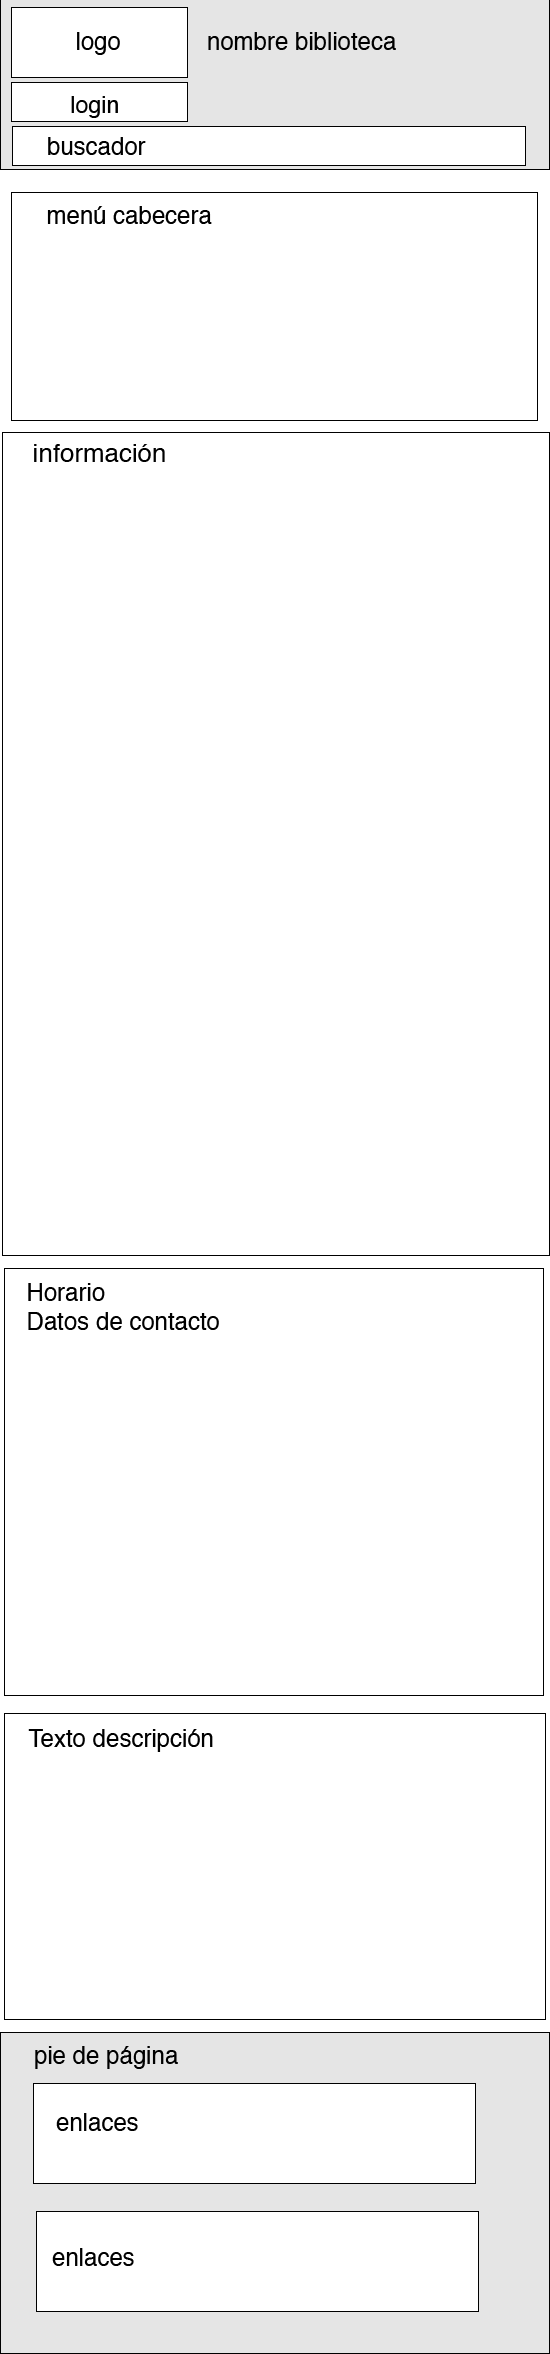 logo
nombre biblioteca
login
buscador
menú cabecera
información
Horario
Datos de contacto
Texto descripción
pie de página
enlaces
enlaces